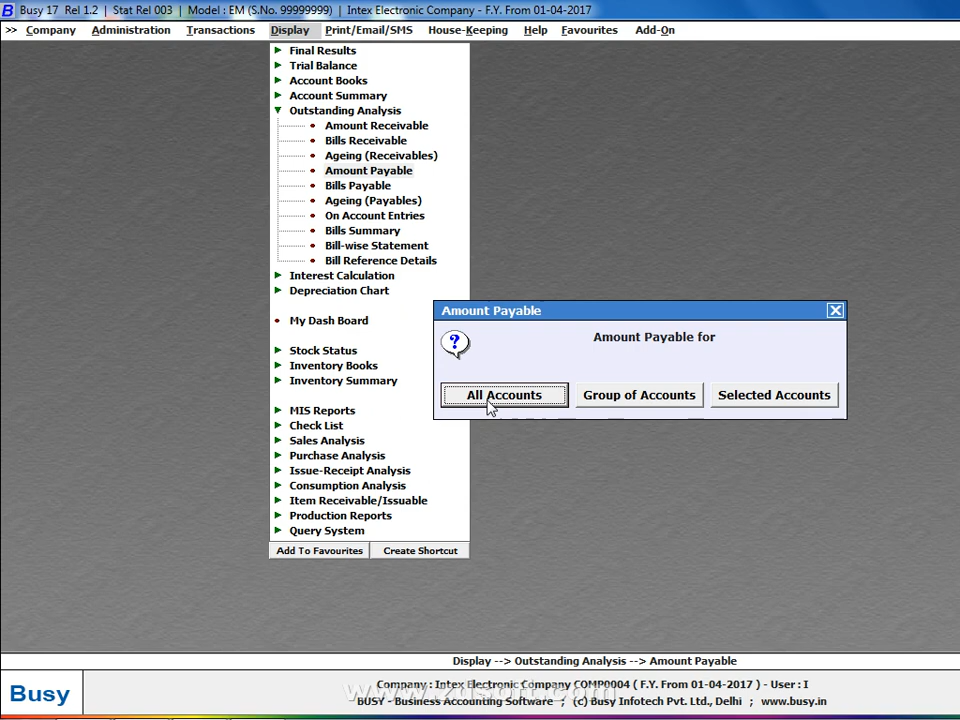 Busy 17 Rel 1.2 | Stat Rel 003 | Model : EM (S.No. 99999999) | Intex Electronic Company - F.Y. From 01-04-2017
>> Company Administration Transactions Display Print/Email/SMS House-Keeping Help Favourites Add-On
Final Results
Trial Balance
Account Books
Account Summary
Outstanding Analysis
Amount Receivable
Bills Receivable
Ageing (Receivables)
Amount Payable
Bills Payable
Ageing (Payables)
On Account Entries
Bills Summary
Bill-wise Statement
Bill Reference Details
Interest Calculation
Depreciation Chart
My Dash Board
Stock Status
Inventory Books
Inventory Summary
MIS Reports
Check List
Sales Analysis
Purchase Analysis
Issue-Receipt Analysis
Consumption Analysis
Item Receivable/Issuable
Production Reports
Query System
Add To Favourites Create Shortcut
Amount Payable
Amount Payable for
All Accounts Group of Accounts Selected Accounts
Display --> Outstanding Analysis --> Amount Payable
Busy
Company : Intex Electronic Company COMP0004 ( F.Y. From 01-04-2017 ) - User : I
www.zdsoft.com
BUSY - Business Accounting Software ; (c) Busy Infotech Pvt. Ltd., Delhi ; www.busy.in